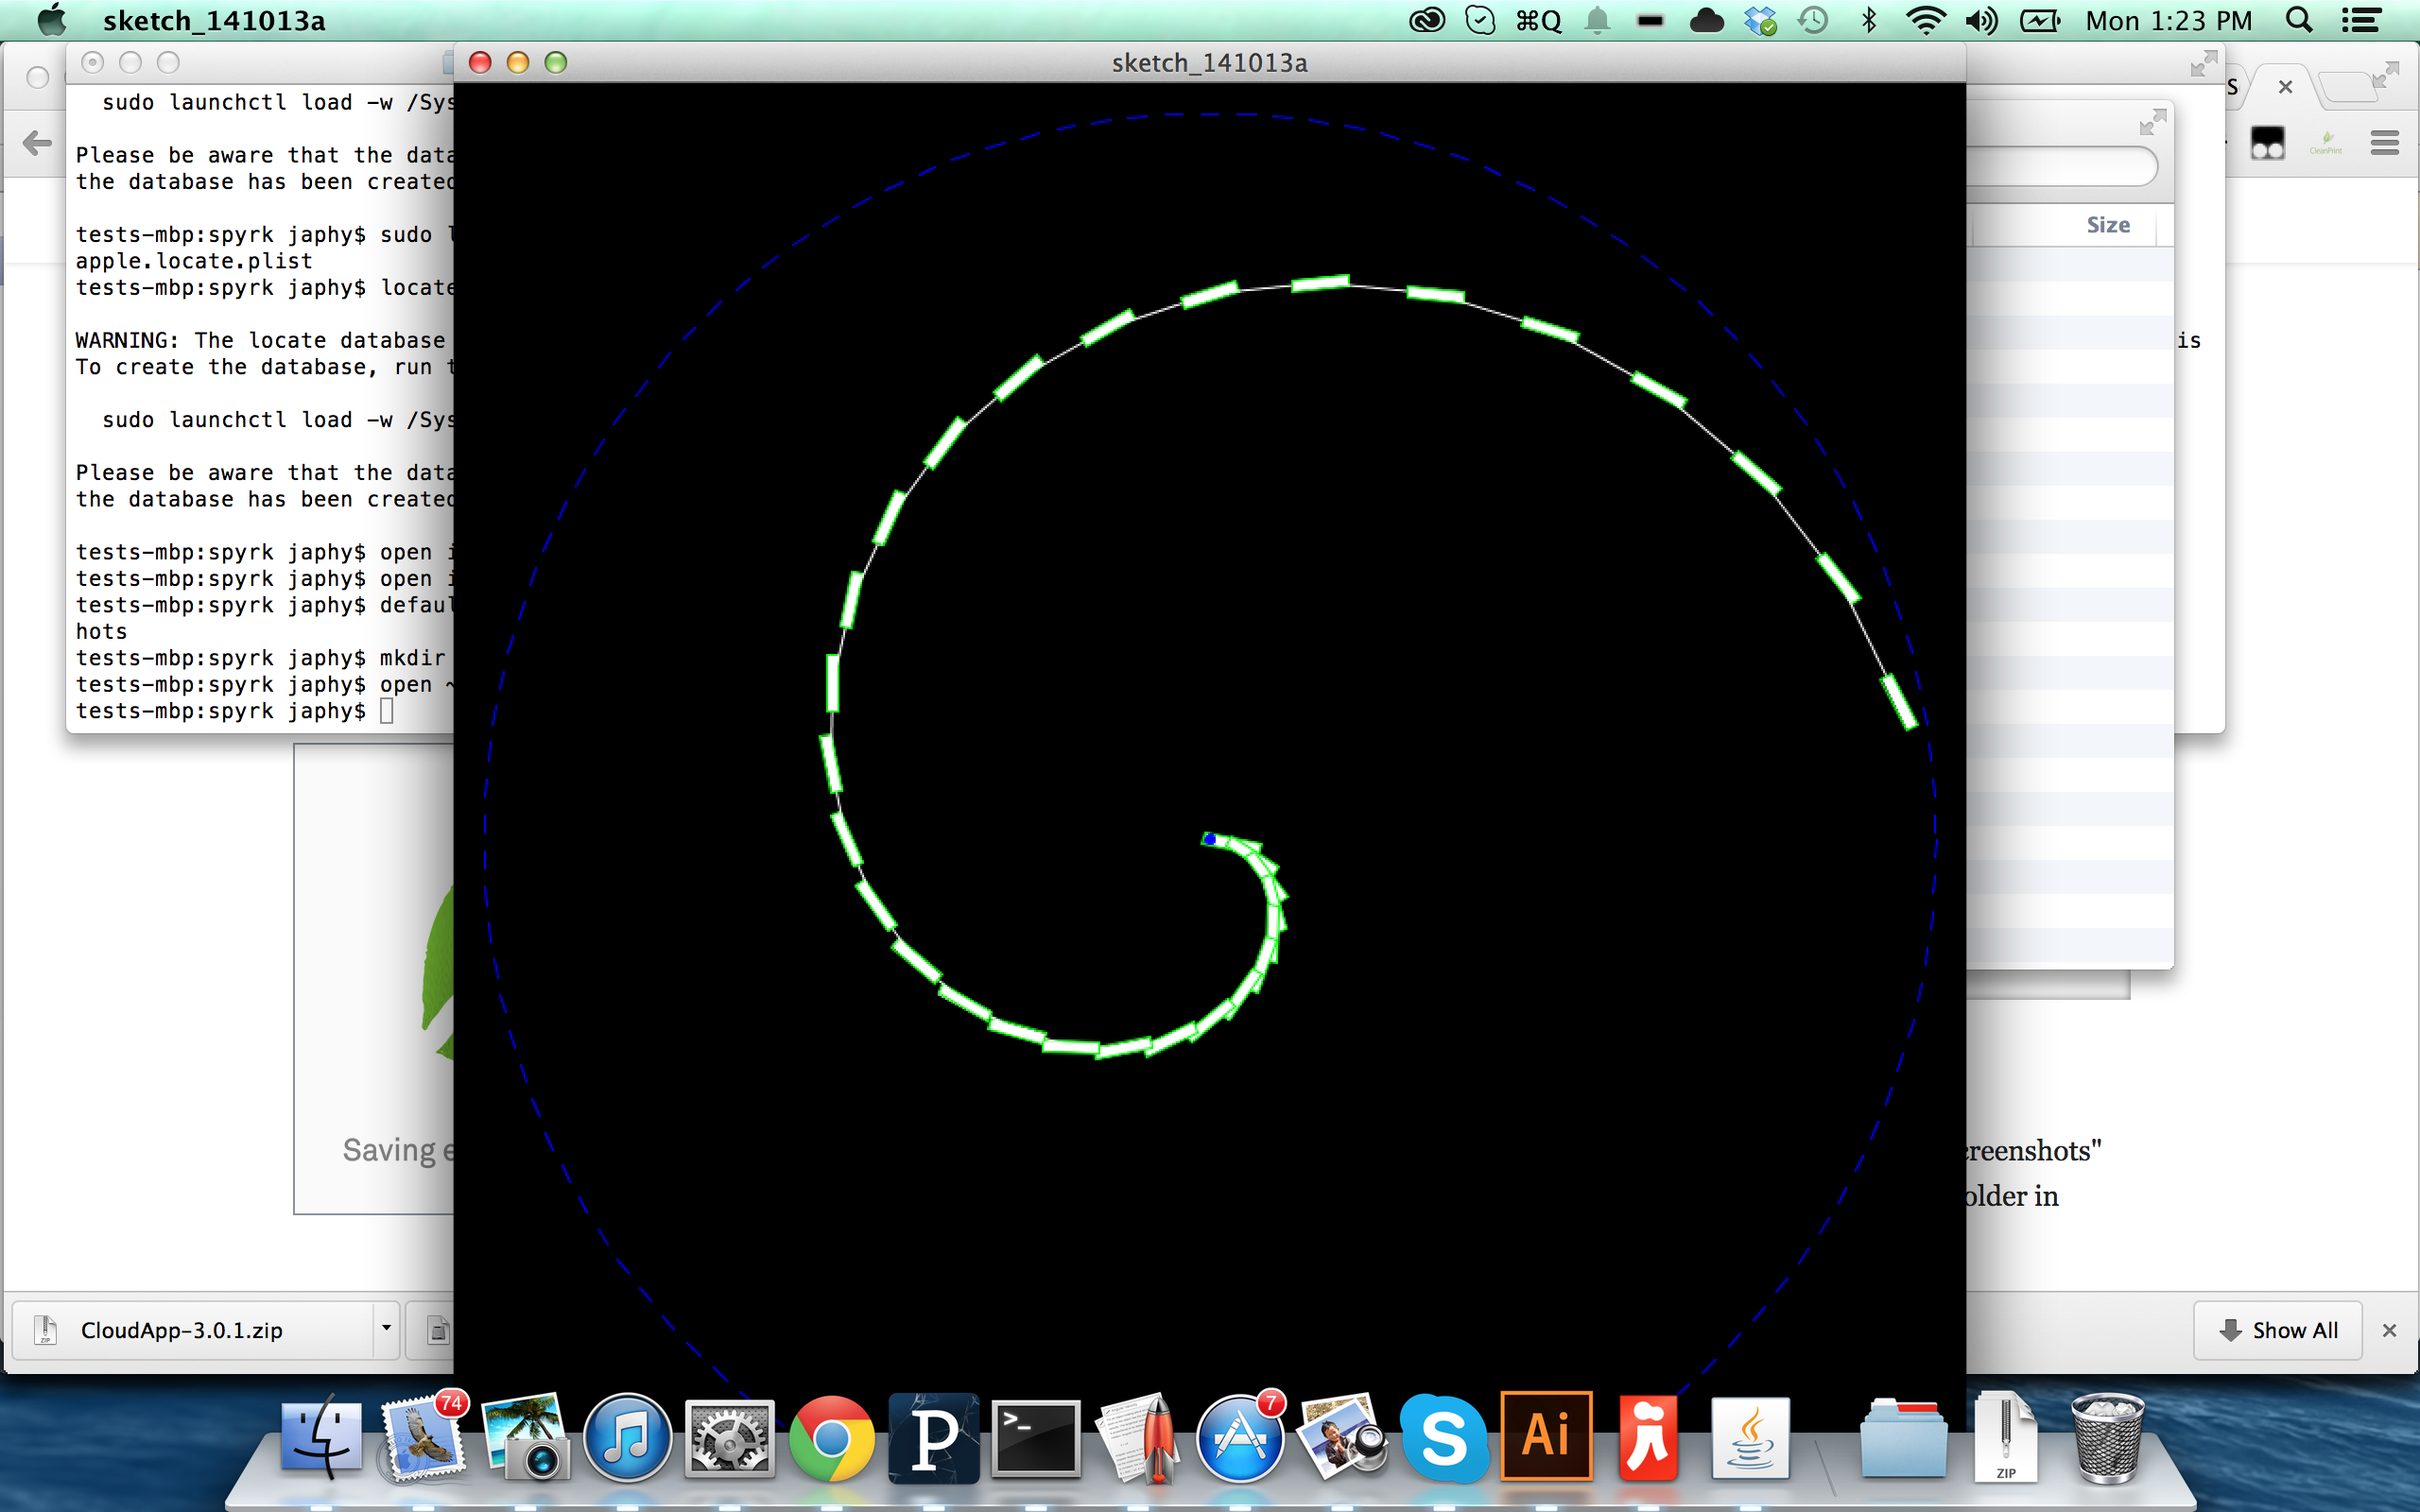 sketch_141013a
⌘Q
Mon 1:23 PM
sketch_141013a
sudo launchctl load -w /Sys
Please be aware that the data
the database has been created
tests-mbp:spyrk japhy$ sudo l
apple.locate.plist
tests-mbp:spyrk japhy$ locate
WARNING: The locate database
is
To create the database, run t
sudo launchctl load -w /Sys
Please be aware that the data
the database has been created
tests-mbp:spyrk japhy$ open i
tests-mbp:spyrk japhy$ open i
tests-mbp:spyrk japhy$ defaul
hots
tests-mbp:spyrk japhy$ mkdir
tests-mbp:spyrk japhy$ open ~
tests-mbp:spyrk japhy$
S
CleanPrint
Size
Saving e
creenshots"
older in
CloudApp-3.0.1.zip
Show All
74
P
>_
7
S
Ai
ZIP